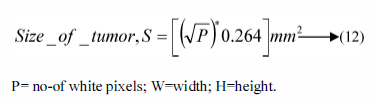 Size_of_tumor, S = [(√P)*0.264]mm²→(12)
P= no-of white pixels; W=width; H=height.